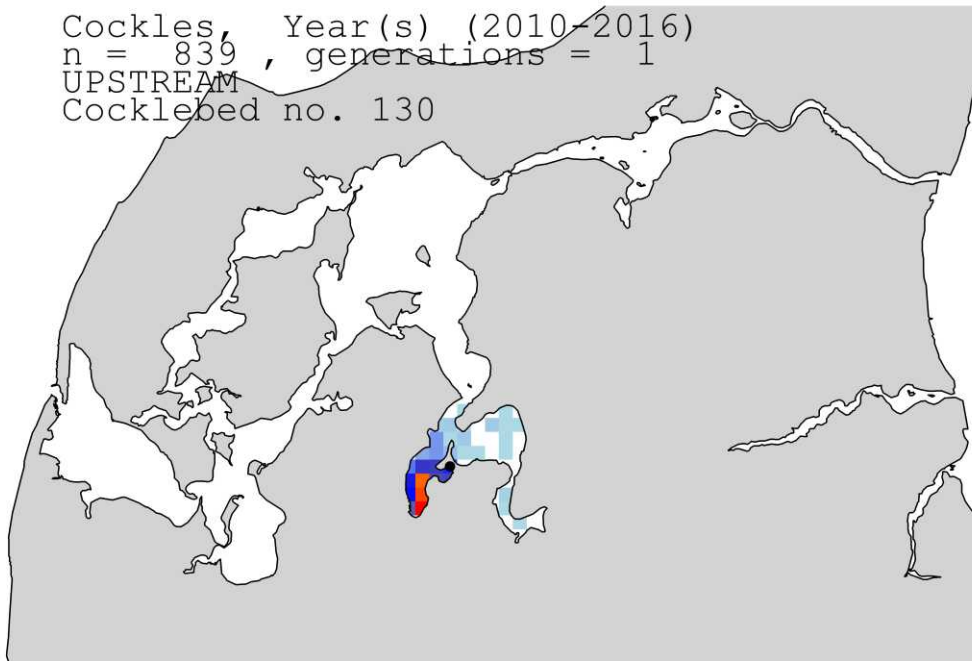 Cockles, Year(s) (2010-2016)
n = 839 , generations = 1
UPSTREAM
Cocklebed no. 130